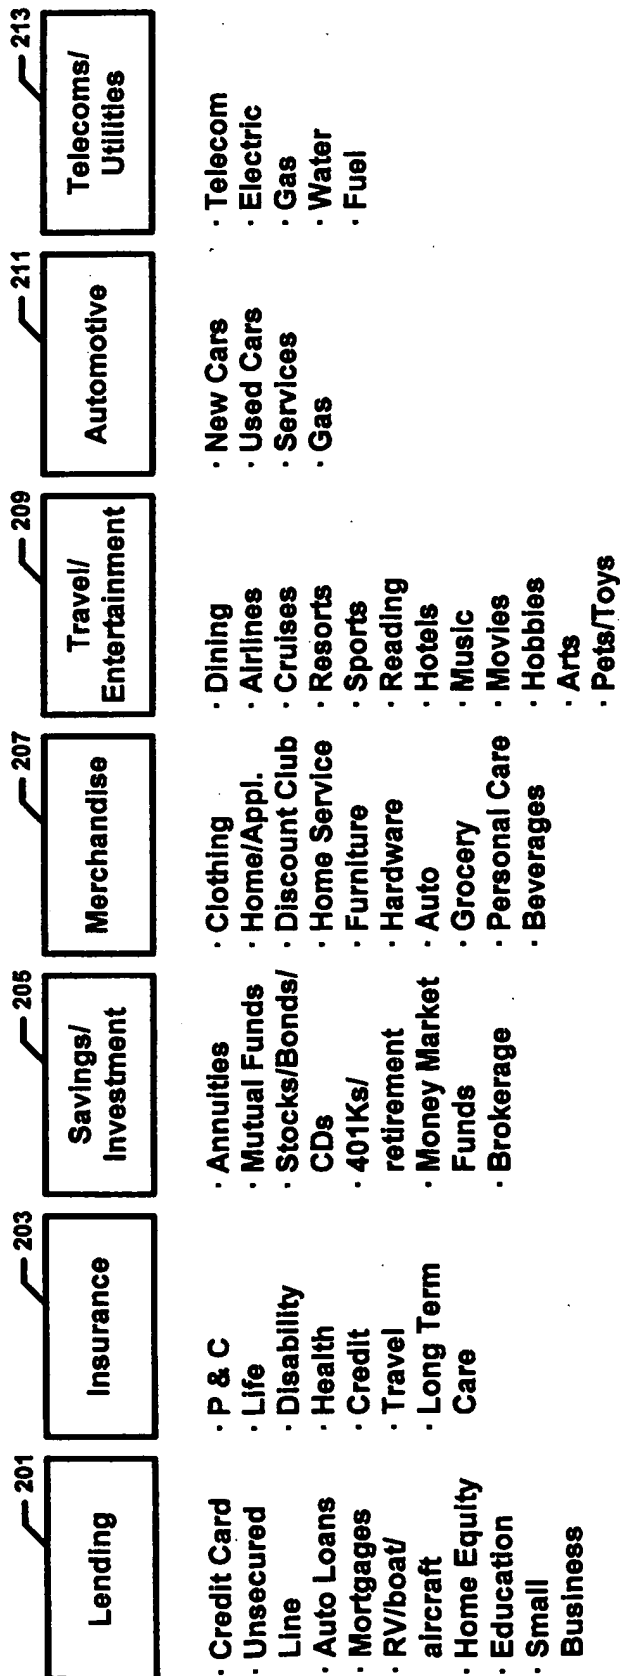 201
Lending
· Credit Card
· Unsecured
Line
· Auto Loans
· Mortgages
· RV/boat/
aircraft
· Home Equity
· Education
· Small
Business
203
Insurance
· P & C
· Life
· Disability
· Health
· Credit
· Travel
· Long Term
Care
205
Savings/
Investment
· Annuities
· Mutual Funds
· Stocks/Bonds/
CDs
· 401Ks/
retirement
· Money Market
Funds
· Brokerage
207
Merchandise
· Clothing
· Home/Appl.
· Discount Club
· Home Service
· Furniture
· Hardware
· Auto
· Grocery
· Personal Care
· Beverages
209
Travel/
Entertainment
· Dining
· Airlines
· Cruises
· Resorts
· Sports
· Reading
· Hotels
· Music
· Movies
· Hobbies
· Arts
· Pets/Toys
211
Automotive
· New Cars
· Used Cars
· Services
· Gas
213
Telecoms/
Utilities
· Telecom
· Electric
· Gas
· Water
· Fuel